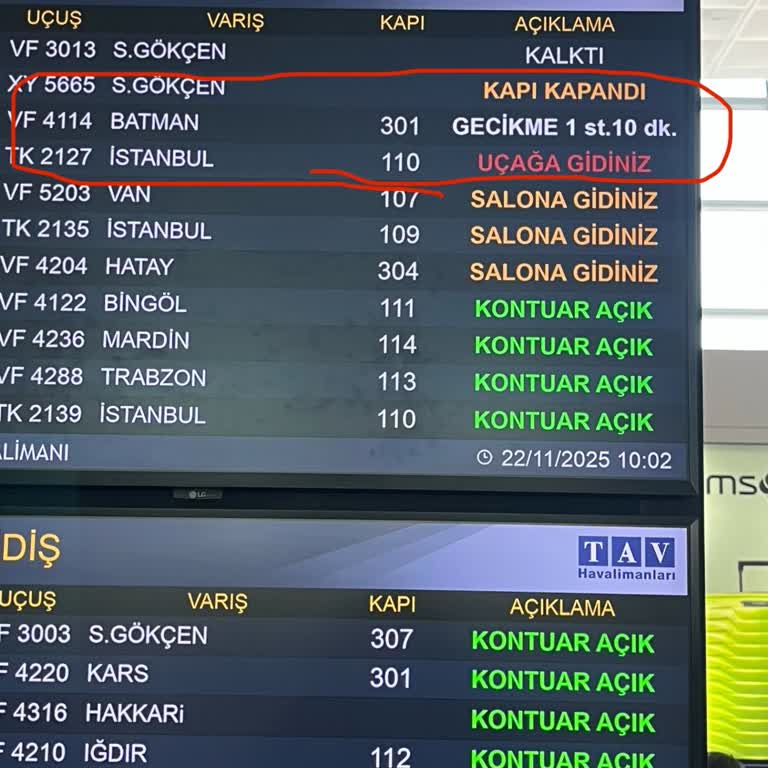 UÇUŞ VARIŞ KAPI AÇIKLAMA
VF 3013 S.GÖKÇEN KALKTI
XY 5665 S.GÖKÇEN KAPI KAPANDI
VF 4114 BATMAN 301 GECİKME 1 st.10 dk.
TK 2127 İSTANBUL 110 UÇAĞA GİDİNİZ
VF 5203 VAN 107 SALONA GİDİNİZ
TK 2135 İSTANBUL 109 SALONA GİDİNİZ
VF 4204 HATAY 304 SALONA GİDİNİZ
VF 4122 BİNGÖL 111 KONTUAR AÇIK
VF 4236 MARDİN 114 KONTUAR AÇIK
VF 4288 TRABZON 113 KONTUAR AÇIK
TK 2139 İSTANBUL 110 KONTUAR AÇIK
ALİMANI 22/11/2025 10:02
LG
DİŞ
TAV
Havalimanları
UÇUŞ VARIŞ KAPI AÇIKLAMA
F 3003 S.GÖKÇEN 307 KONTUAR AÇIK
F 4220 KARS 301 KONTUAR AÇIK
F 4316 HAKKARİ KONTUAR AÇIK
F 4210 IĞDIR 112 KONTUAR AÇIK